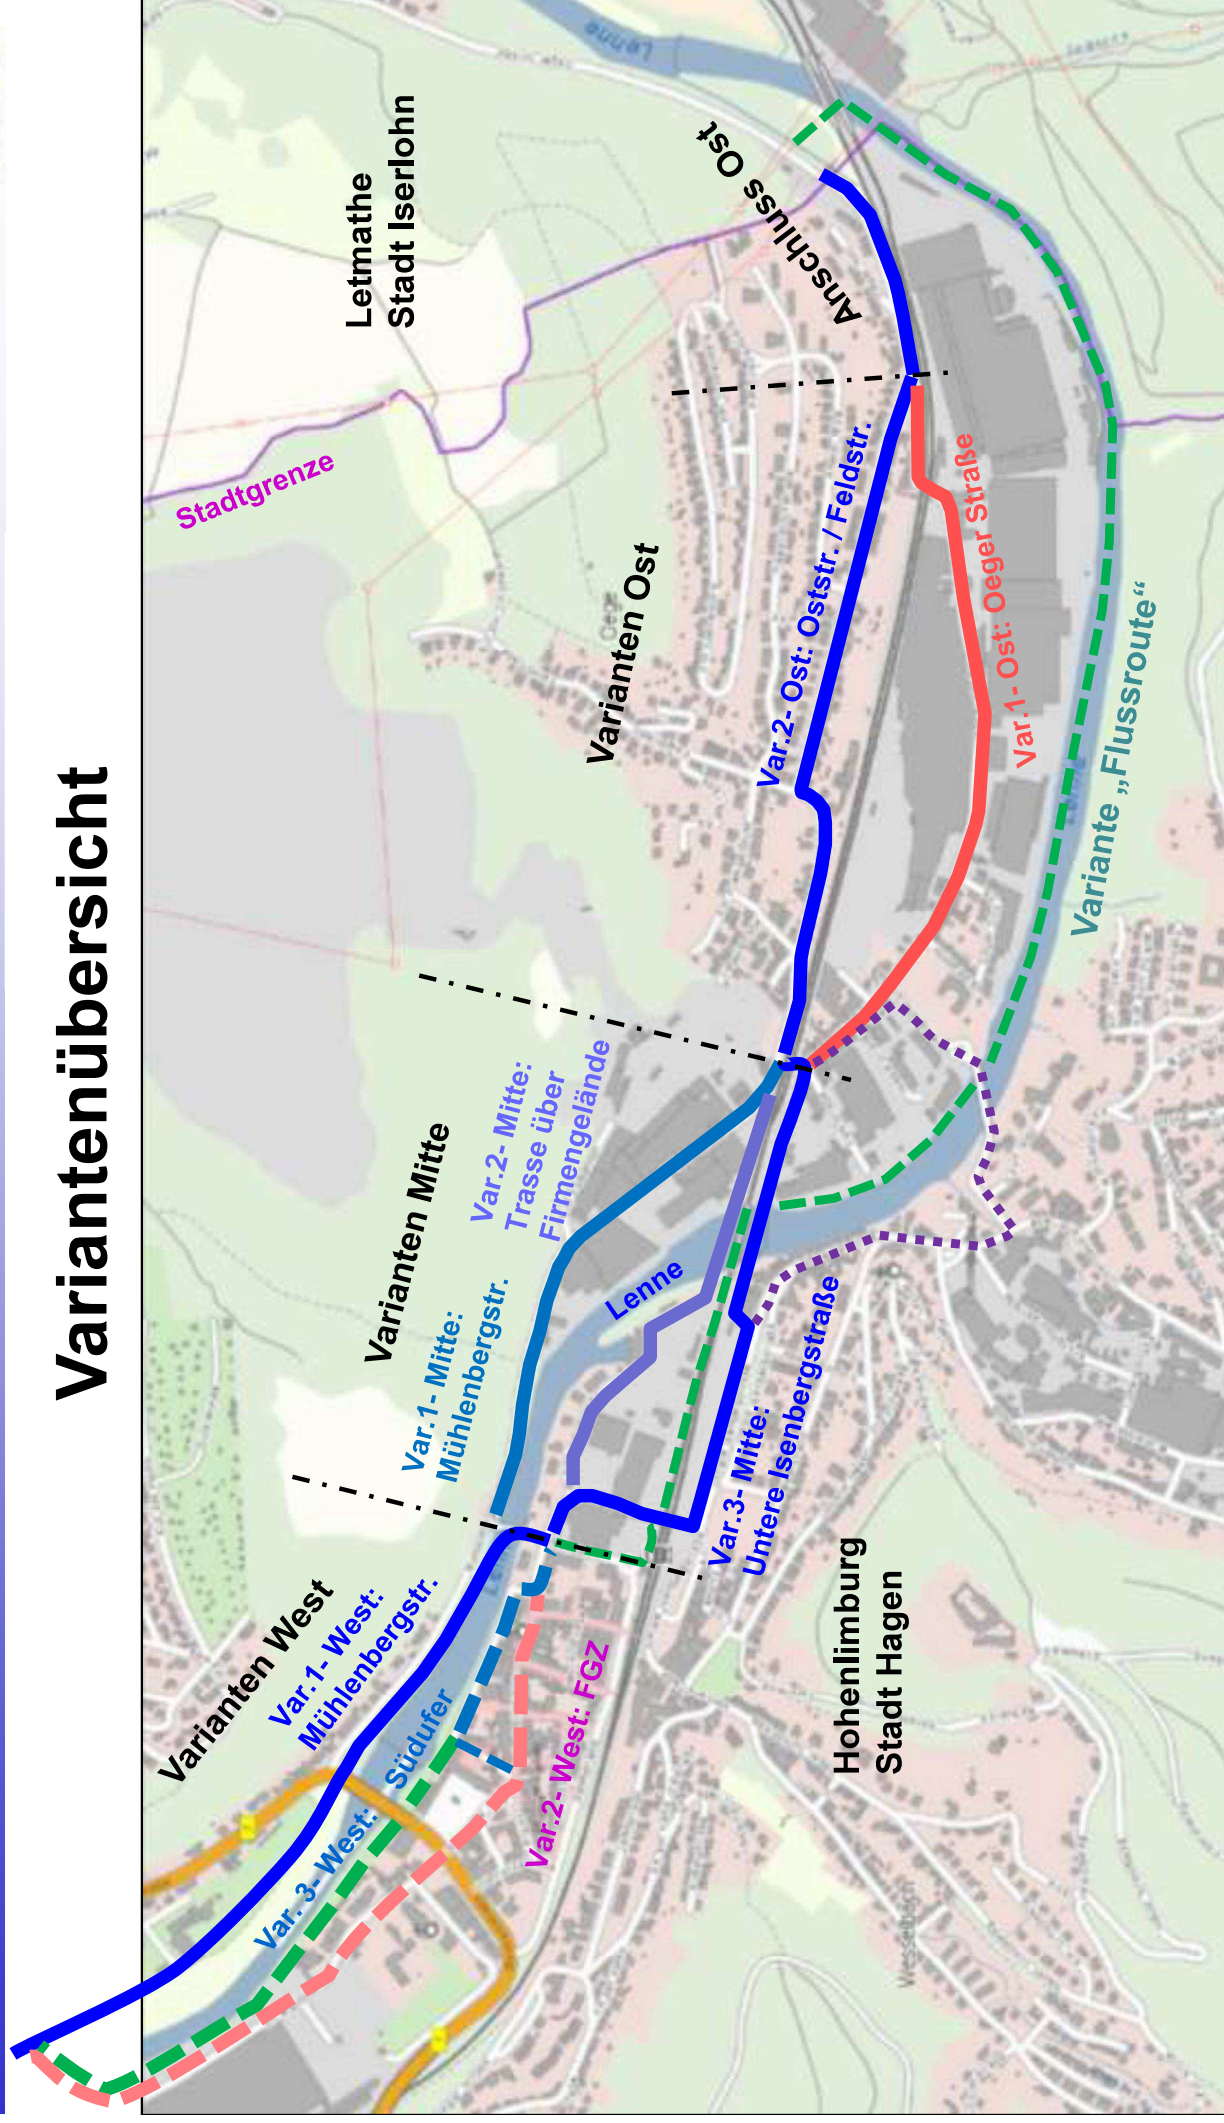 Variantenübersicht
Letmathe
Stadt Iserlohn
Anschluss Ost
Stadtgrenze
Varianten Ost
Oege
Var.2- Ost: Oststr. / Feldstr.
Var.1- Ost: Oeger Straße
Variante „Flussroute“
Lenne
Lenne
Varianten Mitte
Var.1- Mitte:
Mühlenbergstr.
Var.2- Mitte:
Trasse über
Firmengelände
Lenne
Var.3- Mitte:
Untere Isenbergstraße
Varianten West
Var.1- West:
Mühlenbergstr.
Var. 3- West: Südufer
Var.2- West: FGZ
Hohenlimburg
Stadt Hagen
Wesselbach